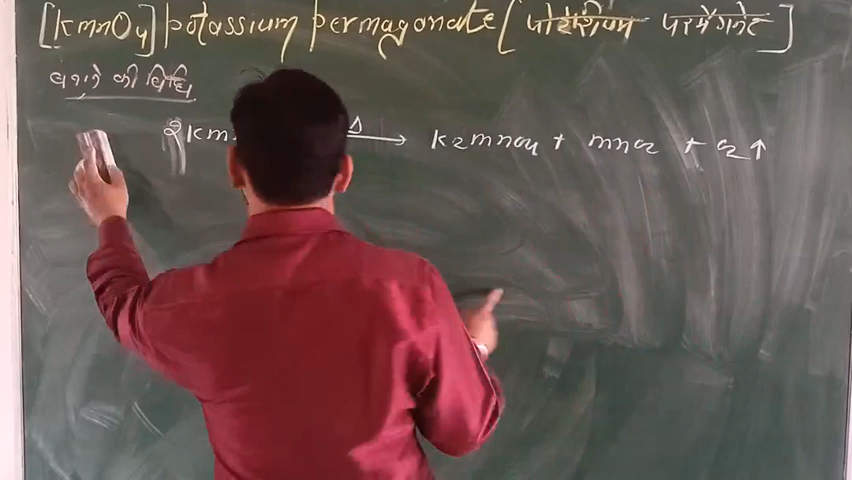 [KmnO4] potassium permagonate [पोटेशियम परमेंगनेट]
बनाने की विधि
2km Δ → k2mno4 + mno2 + o2 ↑